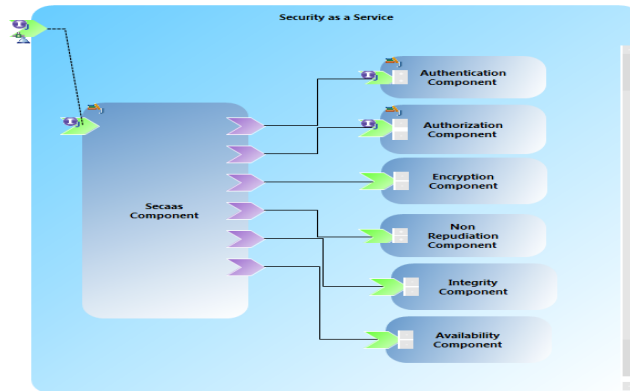 Security as a Service
Authentication
Component
Authorization
Component
Secaas
Component
Encryption
Component
Non
Repudiation
Component
Integrity
Component
Availability
Component